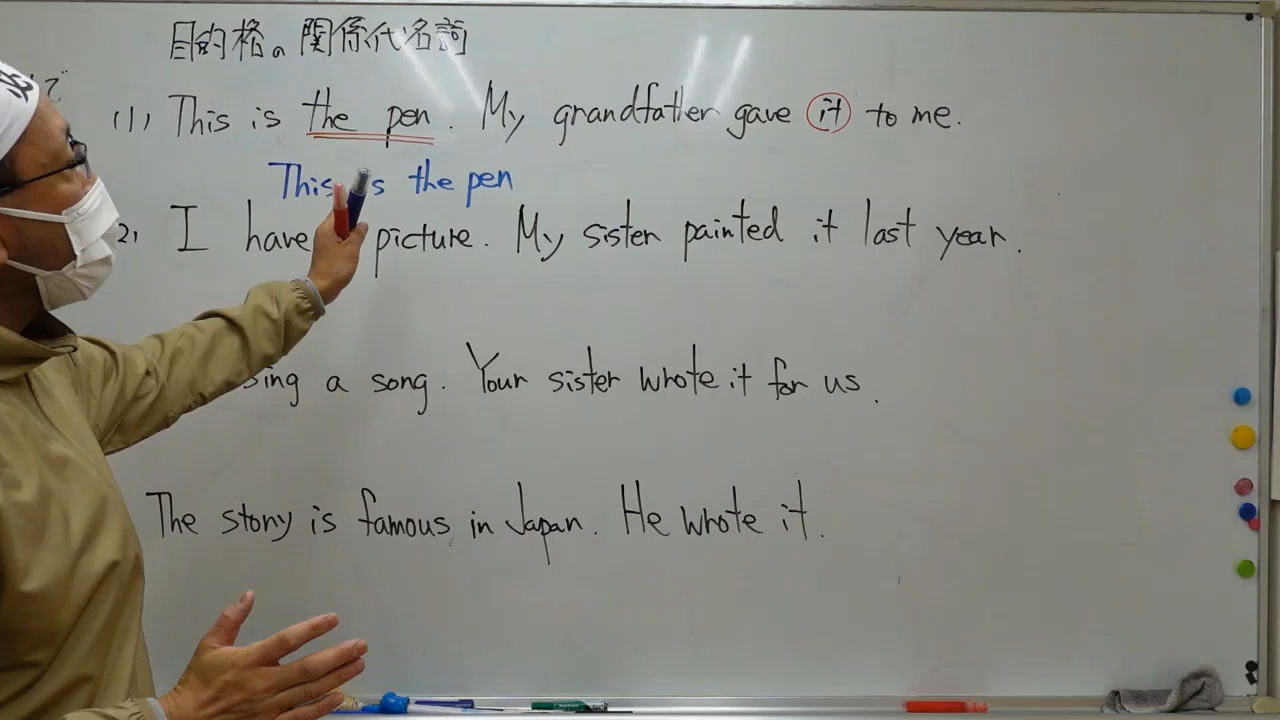 目的格の関係代名詞
で
(1) This is the pen. My grandfather gave it to me.
This is the pen
2) I have picture. My sister painted it last year.
sing a song. Your sister wrote it for us.
The story is famous in Japan. He wrote it.